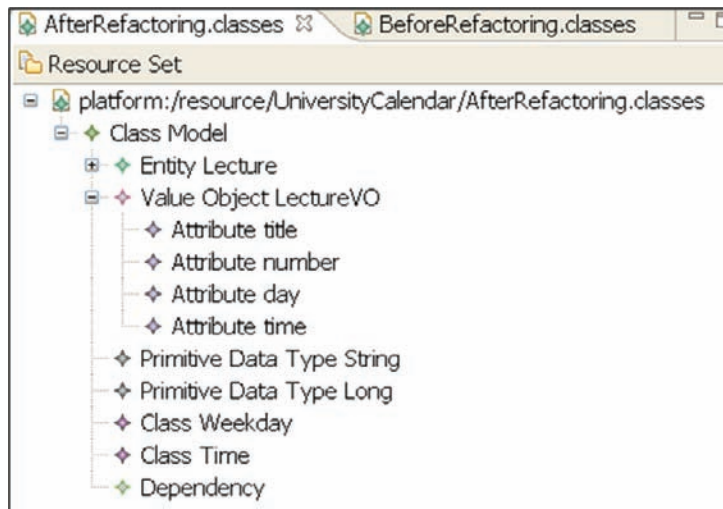 AfterRefactoring.classes BeforeRefactoring.classes
Resource Set
platform:/resource/UniversityCalendar/AfterRefactoring.classes
Class Model
Entity Lecture
Value Object LectureVO
Attribute title
Attribute number
Attribute day
Attribute time
Primitive Data Type String
Primitive Data Type Long
Class Weekday
Class Time
Dependency